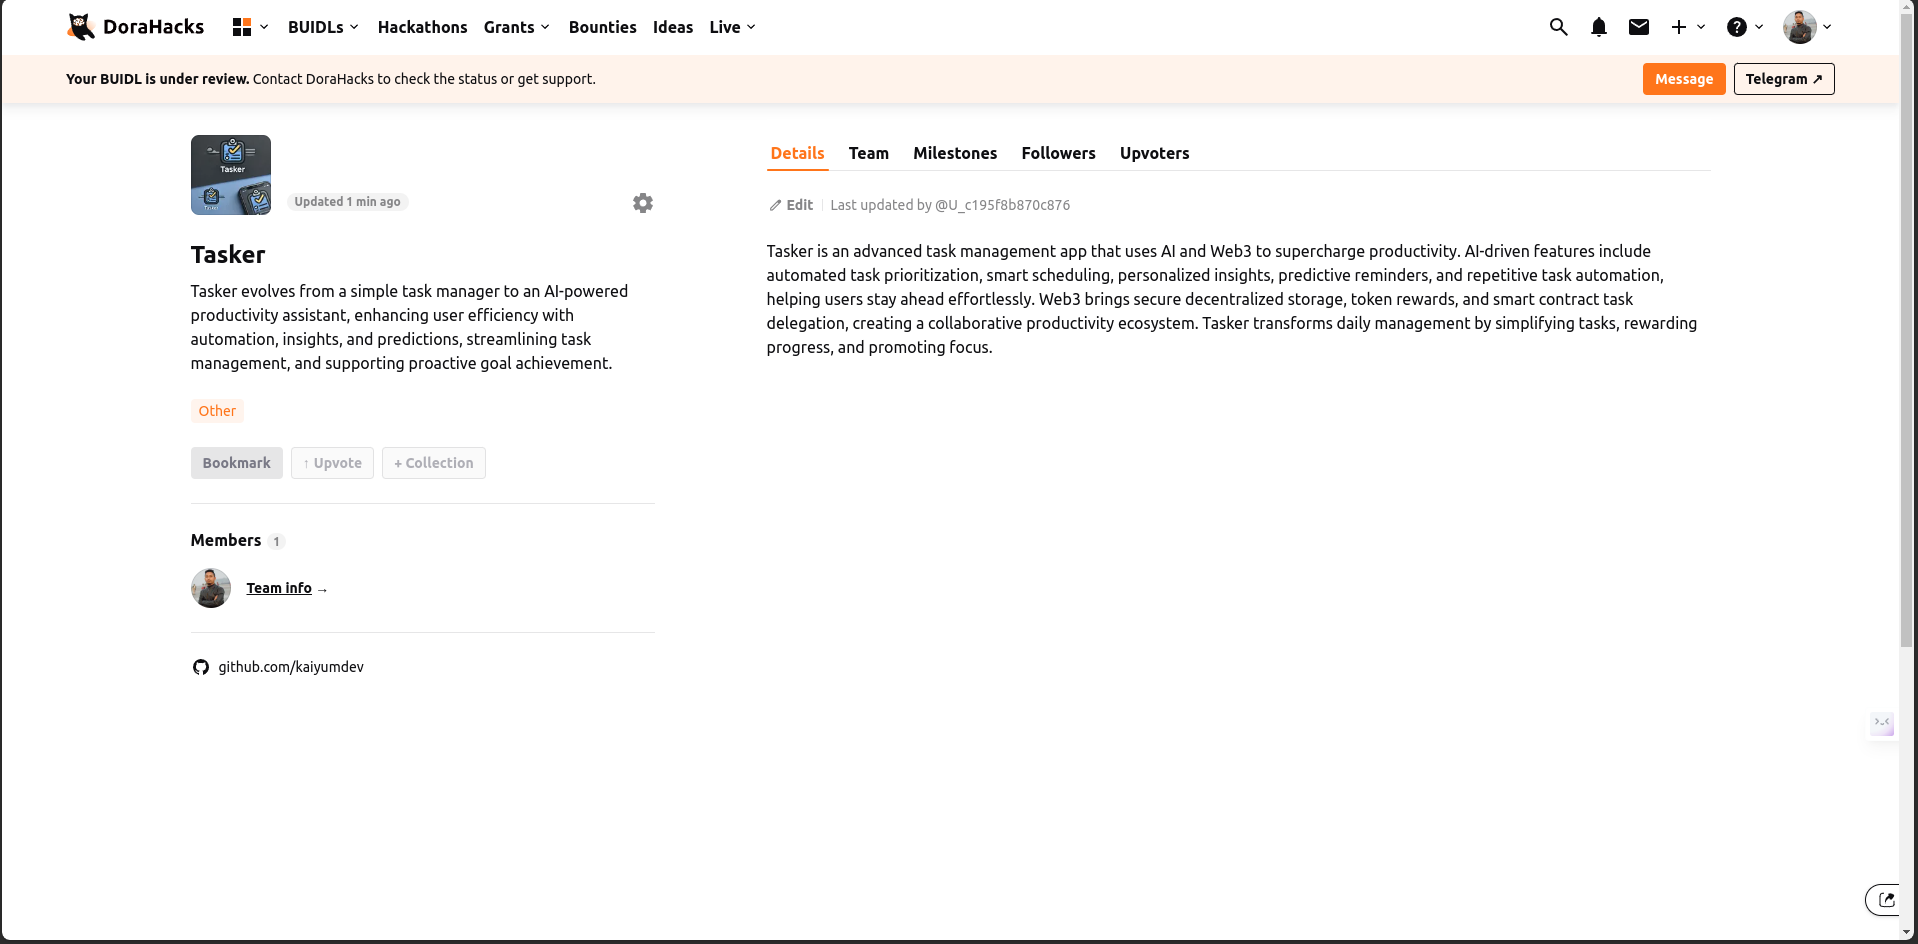 DoraHacks BUIDLs Hackathons Grants Bounties Ideas Live
Your BUIDL is under review. Contact DoraHacks to check the status or get support. Message Telegram ↗
Tasker
Updated 1 min ago
Tasker
Tasker evolves from a simple task manager to an AI-powered
productivity assistant, enhancing user efficiency with
automation, insights, and predictions, streamlining task
management, and supporting proactive goal achievement.
Other
Bookmark ↑ Upvote + Collection
Members 1
Team info →
github.com/kaiyumdev
Details Team Milestones Followers Upvoters
Edit Last updated by @U_c195f8b870c876
Tasker is an advanced task management app that uses AI and Web3 to supercharge productivity. AI-driven features include
automated task prioritization, smart scheduling, personalized insights, predictive reminders, and repetitive task automation,
helping users stay ahead effortlessly. Web3 brings secure decentralized storage, token rewards, and smart contract task
delegation, creating a collaborative productivity ecosystem. Tasker transforms daily management by simplifying tasks, rewarding
progress, and promoting focus.